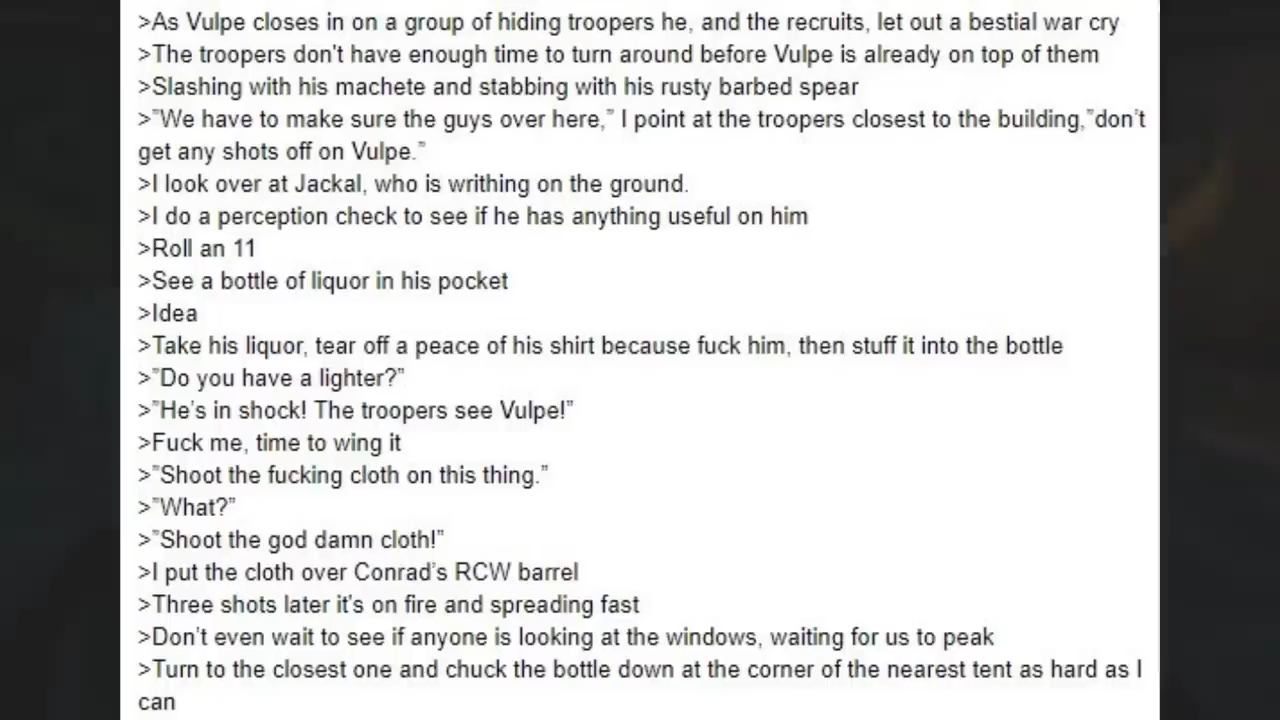 >As Vulpe closes in on a group of hiding troopers he, and the recruits, let out a bestial war cry
>The troopers don't have enough time to turn around before Vulpe is already on top of them
>Slashing with his machete and stabbing with his rusty barbed spear
>"We have to make sure the guys over here," I point at the troopers closest to the building,"don't
get any shots off on Vulpe."
>I look over at Jackal, who is writhing on the ground.
>I do a perception check to see if he has anything useful on him
>Roll an 11
>See a bottle of liquor in his pocket
>Idea
>Take his liquor, tear off a peace of his shirt because fuck him, then stuff it into the bottle
>"Do you have a lighter?"
>"He's in shock! The troopers see Vulpe!"
>Fuck me, time to wing it
>"Shoot the fucking cloth on this thing."
>"What?"
>"Shoot the god damn cloth!"
>I put the cloth over Conrad's RCW barrel
>Three shots later it's on fire and spreading fast
>Don't even wait to see if anyone is looking at the windows, waiting for us to peak
>Turn to the closest one and chuck the bottle down at the corner of the nearest tent as hard as I
can